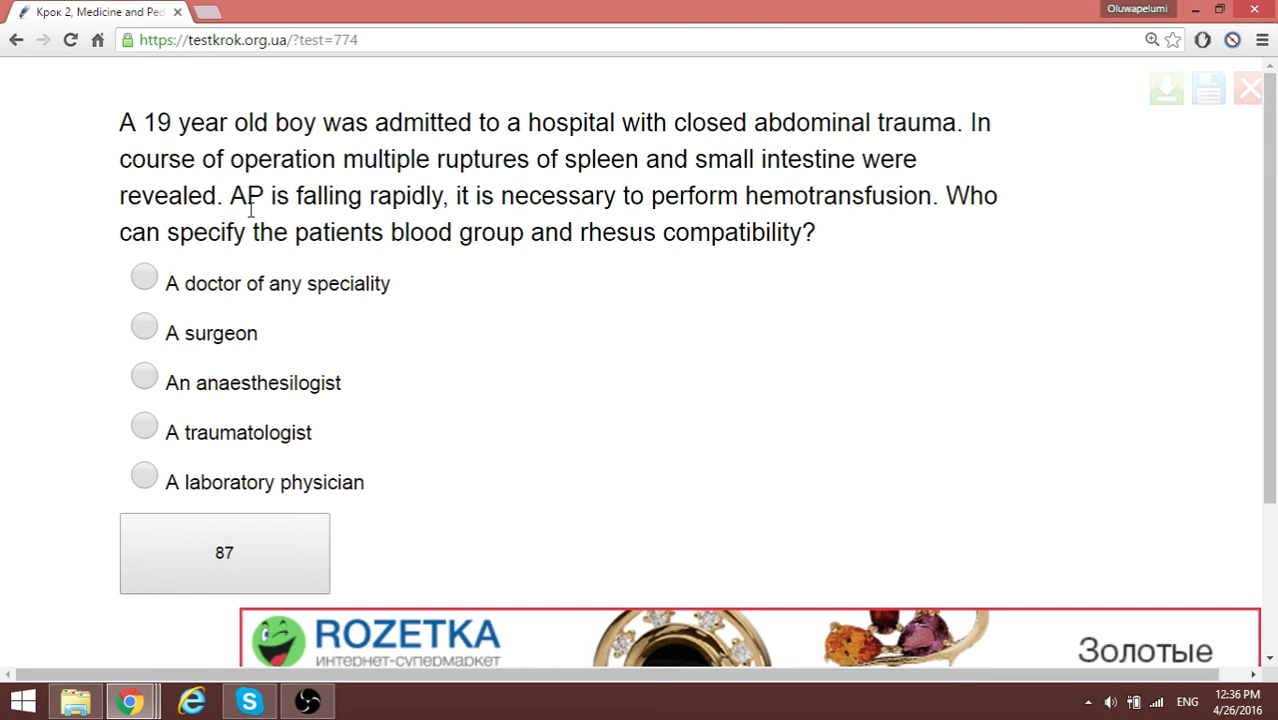 Крок 2, Medicine and Ped
Oluwapelumi
https://testkrok.org.ua/?test=774
A 19 year old boy was admitted to a hospital with closed abdominal trauma. In
course of operation multiple ruptures of spleen and small intestine were
revealed. AP is falling rapidly, it is necessary to perform hemotransfusion. Who
can specify the patients blood group and rhesus compatibility?
A doctor of any speciality
A surgeon
An anaesthesilogist
A traumatologist
A laboratory physician
87
ROZETKA
ИНТЕРНЕТ-СУПЕРМАРКЕТ
Золотые
ENG
12:36 PM
4/26/2016